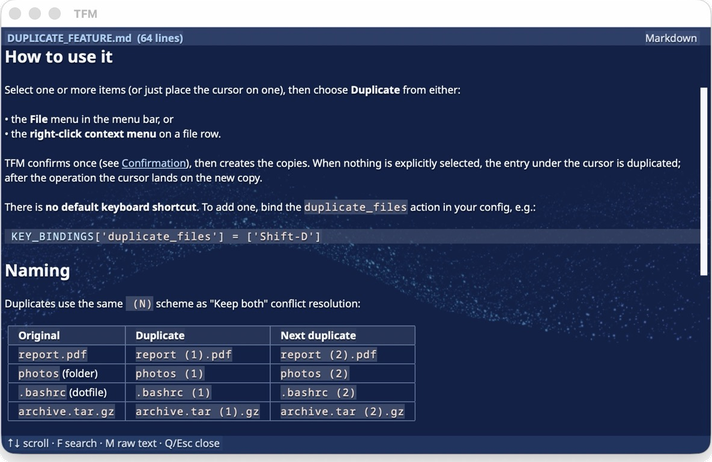 TFM
DUPLICATE_FEATURE.md (64 lines) Markdown
How to use it
Select one or more items (or just place the cursor on one), then choose Duplicate from either:
• the File menu in the menu bar, or
• the right-click context menu on a file row.
TFM confirms once (see Confirmation), then creates the copies. When nothing is explicitly selected, the entry under the cursor is duplicated;
after the operation the cursor lands on the new copy.
There is no default keyboard shortcut. To add one, bind the duplicate_files action in your config, e.g.:
KEY_BINDINGS['duplicate_files'] = ['Shift-D']
Naming
Duplicates use the same (N) scheme as "Keep both" conflict resolution:
Original Duplicate Next duplicate
report.pdf report (1).pdf report (2).pdf
photos (folder) photos (1) photos (2)
.bashrc (dotfile) .bashrc (1) .bashrc (2)
archive.tar.gz archive.tar (1).gz archive.tar (2).gz
↑↓ scroll · F search · M raw text · Q/Esc close